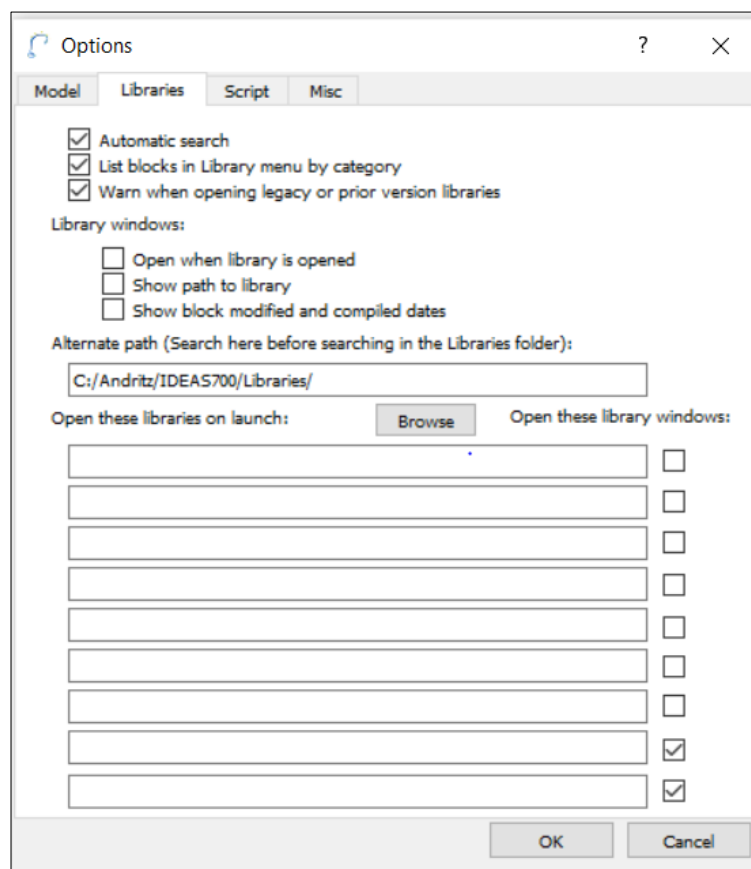 Options ?
Model Libraries Script Misc
Automatic search
List blocks in Library menu by category
Warn when opening legacy or prior version libraries
Library windows:
Open when library is opened
Show path to library
Show block modified and compiled dates
Alternate path (Search here before searching in the Libraries folder):
C:/Andritz/IDEAS700/Libraries/
Open these libraries on launch: Browse Open these library windows:
OK Cancel